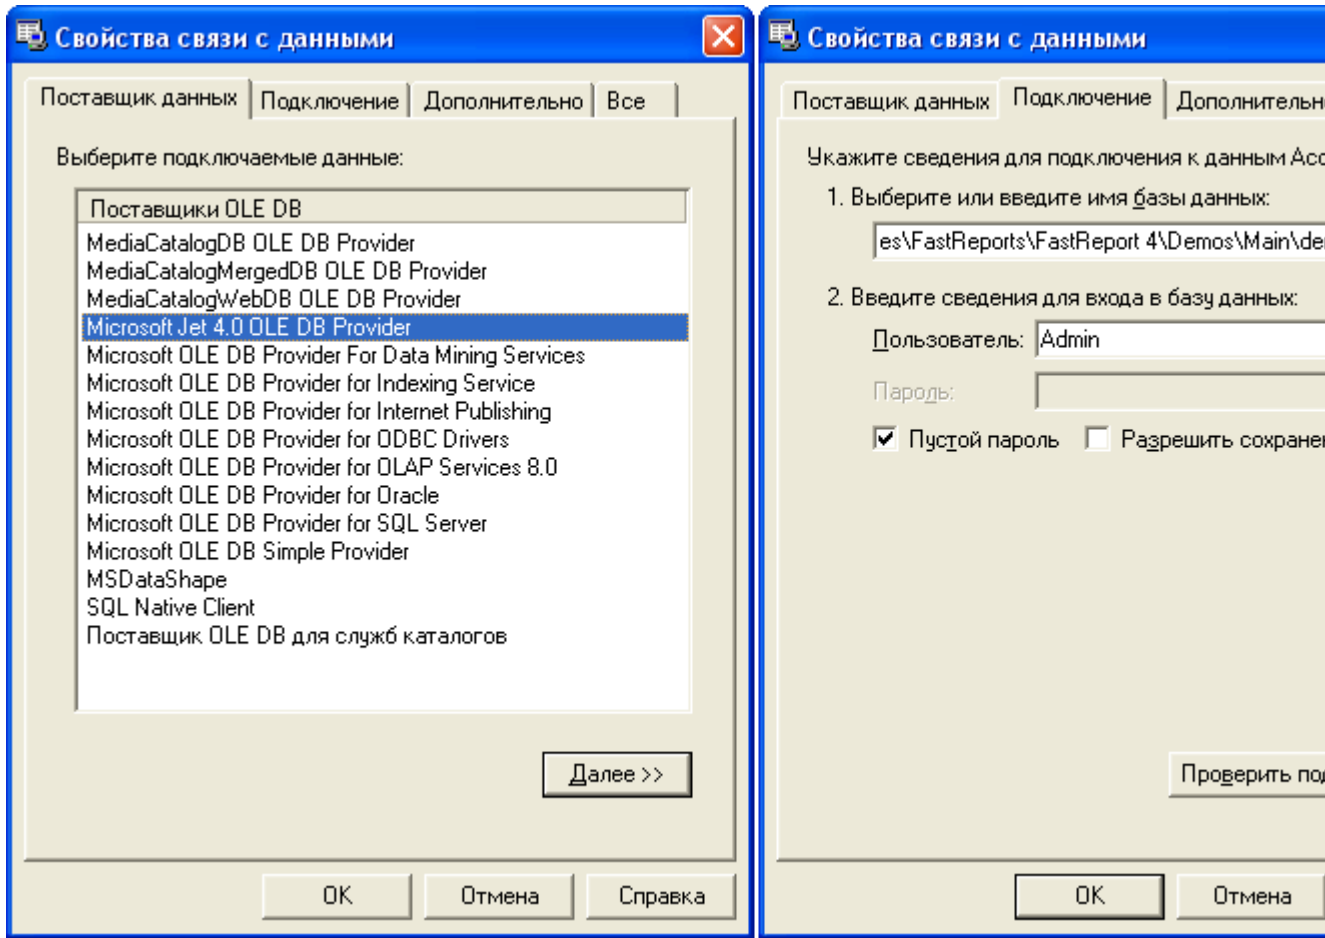 Свойства связи с данными
Поставщик данных Подключение Дополнительно Все
Выберите подключаемые данные:
Поставщики OLE DB
MediaCatalogDB OLE DB Provider
MediaCatalogMergedDB OLE DB Provider
MediaCatalogWebDB OLE DB Provider
Microsoft Jet 4.0 OLE DB Provider
Microsoft OLE DB Provider For Data Mining Services
Microsoft OLE DB Provider for Indexing Service
Microsoft OLE DB Provider for Internet Publishing
Microsoft OLE DB Provider for ODBC Drivers
Microsoft OLE DB Provider for OLAP Services 8.0
Microsoft OLE DB Provider for Oracle
Microsoft OLE DB Provider for SQL Server
Microsoft OLE DB Simple Provider
MSDataShape
SQL Native Client
Поставщик OLE DB для служб каталогов
Далее >>
OK Отмена Справка
Свойства связи с данными
Поставщик данных Подключение Дополнительн
Укажите сведения для подключения к данным Acc
1. Выберите или введите имя базы данных:
es\FastReports\FastReport 4\Demos\Main\de
2. Введите сведения для входа в базу данных:
Пользователь: Admin
Пароль:
Пустой пароль Разрешить сохране
Проверить по
OK Отмена